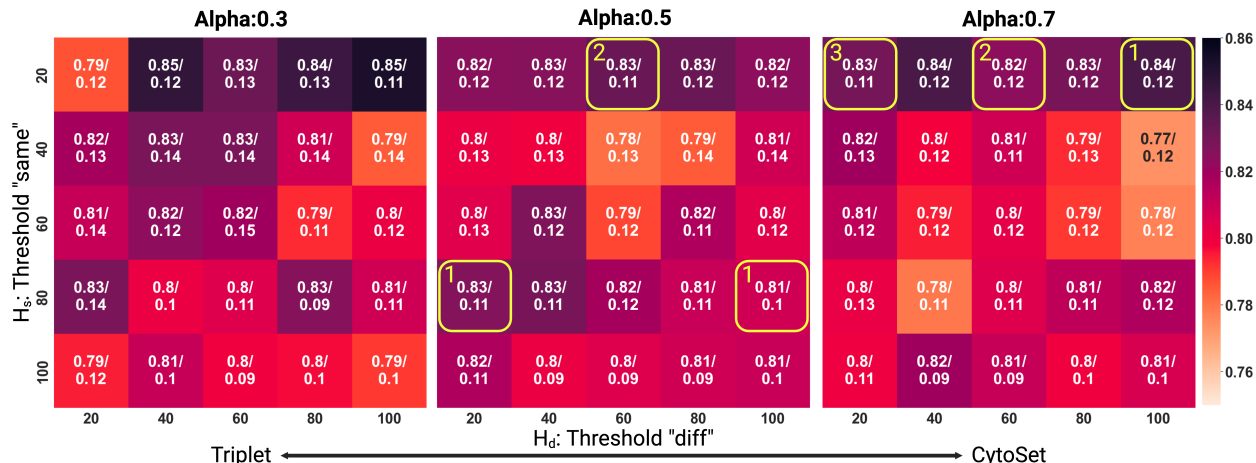 Alpha:0.3 Alpha:0.5 Alpha:0.7
0.79/ 0.85/ 0.83/ 0.84/ 0.85/ 0.82/ 0.83/ 2 0.83/ 0.83/ 0.82/ 3 0.83/ 0.84/ 2 0.82/ 0.83/ 1 0.84/ 0.86
20 0.12 0.12 0.13 0.13 0.11 0.12 0.12 0.11 0.12 0.12 0.11 0.12 0.12 0.12 0.12 0.84
0.82/ 0.83/ 0.83/ 0.81/ 0.79/ 0.8/ 0.8/ 0.78/ 0.79/ 0.81/ 0.82/ 0.8/ 0.81/ 0.79/ 0.77/
40 0.13 0.14 0.14 0.14 0.14 0.13 0.13 0.13 0.14 0.14 0.13 0.12 0.11 0.13 0.12 0.82
Hs: Threshold "same"
0.81/ 0.82/ 0.82/ 0.79/ 0.8/ 0.8/ 0.83/ 0.79/ 0.82/ 0.8/ 0.81/ 0.79/ 0.8/ 0.79/ 0.78/
60 0.14 0.12 0.15 0.11 0.12 0.13 0.12 0.12 0.11 0.12 0.12 0.12 0.12 0.12 0.12 0.80
0.83/ 0.8/ 0.8/ 0.83/ 0.81/ 1 0.83/ 0.83/ 0.82/ 0.81/ 1 0.81/ 0.8/ 0.78/ 0.8/ 0.81/ 0.82/
80 0.14 0.1 0.11 0.09 0.11 0.11 0.11 0.12 0.11 0.1 0.13 0.11 0.11 0.11 0.12 0.78
0.79/ 0.81/ 0.8/ 0.8/ 0.79/ 0.82/ 0.8/ 0.8/ 0.81/ 0.81/ 0.8/ 0.82/ 0.81/ 0.8/ 0.81/
100 0.12 0.1 0.09 0.1 0.1 0.11 0.09 0.09 0.09 0.1 0.11 0.09 0.09 0.1 0.1 0.76
20 40 60 80 100 20 40 60 80 100 20 40 60 80 100
Hd: Threshold "diff"
Triplet CytoSet